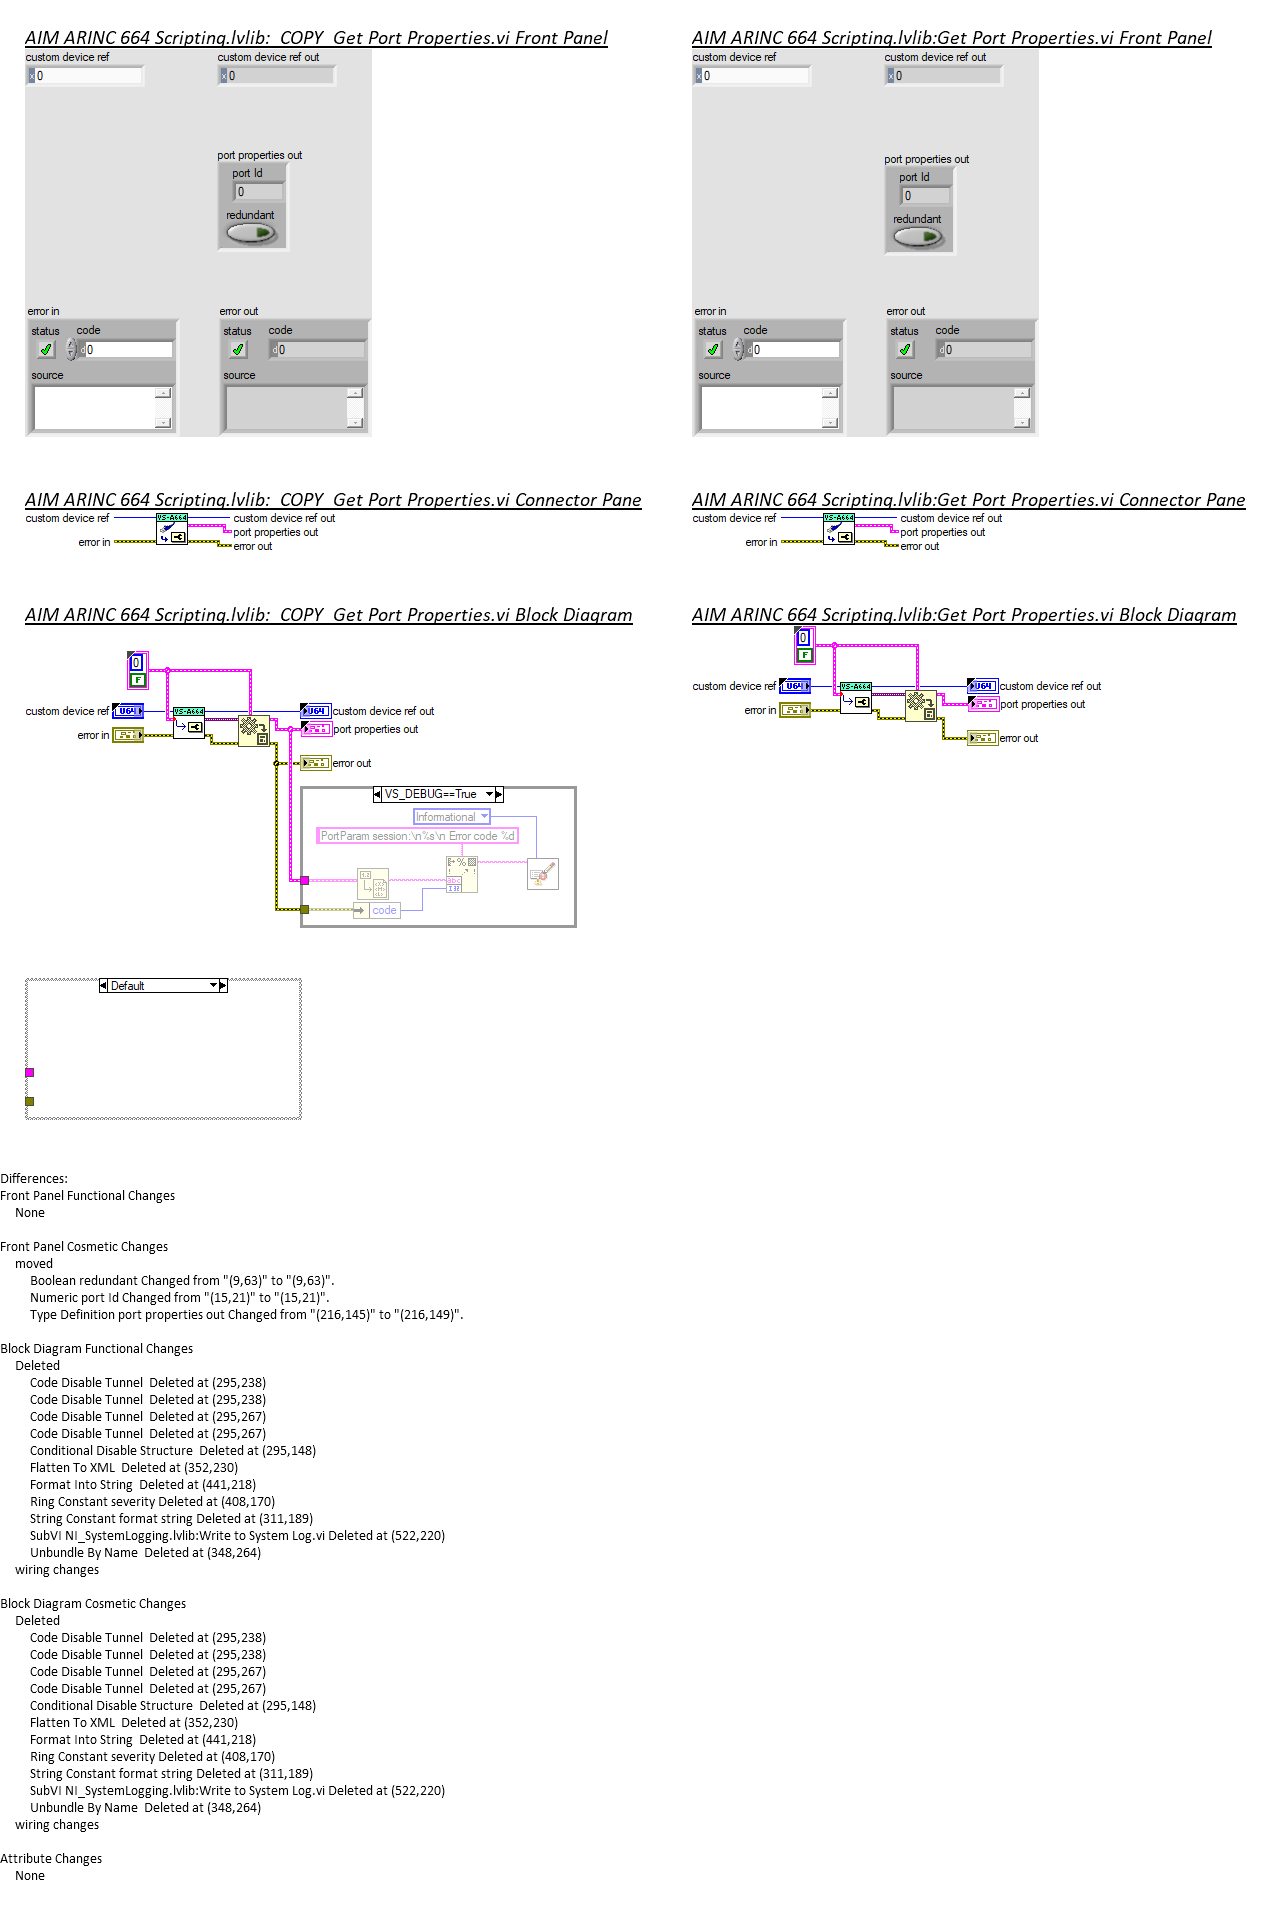 AIM ARINC 664 Scripting.lvlib:_COPY_Get Port Properties.vi Front Panel
custom device ref
custom device ref out
x 0
x 0
port properties out
port Id
0
redundant
error in
error out
status
code
status
code
d 0
d 0
source
source
AIM ARINC 664 Scripting.lvlib:Get Port Properties.vi Front Panel
custom device ref
custom device ref out
x 0
x 0
port properties out
port Id
0
redundant
error in
error out
status
code
status
code
d 0
d 0
source
source
AIM ARINC 664 Scripting.lvlib:_COPY_Get Port Properties.vi Connector Pane
custom device ref
VS-A664
custom device ref out
port properties out
error in
error out
AIM ARINC 664 Scripting.lvlib:Get Port Properties.vi Connector Pane
custom device ref
VS-A664
custom device ref out
port properties out
error in
error out
AIM ARINC 664 Scripting.lvlib:_COPY_Get Port Properties.vi Block Diagram
0
F
custom device ref
U64
VS-A664
U64
custom device ref out
port properties out
error in
error out
VS_DEBUG==True
Informational
PortParam session:\n%s\n Error code %d
abc
I32
code
Default
AIM ARINC 664 Scripting.lvlib:Get Port Properties.vi Block Diagram
0
F
custom device ref
U64
VS-A664
U64
custom device ref out
port properties out
error in
error out
Differences:
Front Panel Functional Changes
None
Front Panel Cosmetic Changes
moved
Boolean redundant Changed from "(9,63)" to "(9,63)".
Numeric port Id Changed from "(15,21)" to "(15,21)".
Type Definition port properties out Changed from "(216,145)" to "(216,149)".
Block Diagram Functional Changes
Deleted
Code Disable Tunnel  Deleted at (295,238)
Code Disable Tunnel  Deleted at (295,238)
Code Disable Tunnel  Deleted at (295,267)
Code Disable Tunnel  Deleted at (295,267)
Conditional Disable Structure  Deleted at (295,148)
Flatten To XML  Deleted at (352,230)
Format Into String  Deleted at (441,218)
Ring Constant severity Deleted at (408,170)
String Constant format string Deleted at (311,189)
SubVI NI_SystemLogging.lvlib:Write to System Log.vi Deleted at (522,220)
Unbundle By Name  Deleted at (348,264)
wiring changes
Block Diagram Cosmetic Changes
Deleted
Code Disable Tunnel  Deleted at (295,238)
Code Disable Tunnel  Deleted at (295,238)
Code Disable Tunnel  Deleted at (295,267)
Code Disable Tunnel  Deleted at (295,267)
Conditional Disable Structure  Deleted at (295,148)
Flatten To XML  Deleted at (352,230)
Format Into String  Deleted at (441,218)
Ring Constant severity Deleted at (408,170)
String Constant format string Deleted at (311,189)
SubVI NI_SystemLogging.lvlib:Write to System Log.vi Deleted at (522,220)
Unbundle By Name  Deleted at (348,264)
wiring changes
Attribute Changes
None